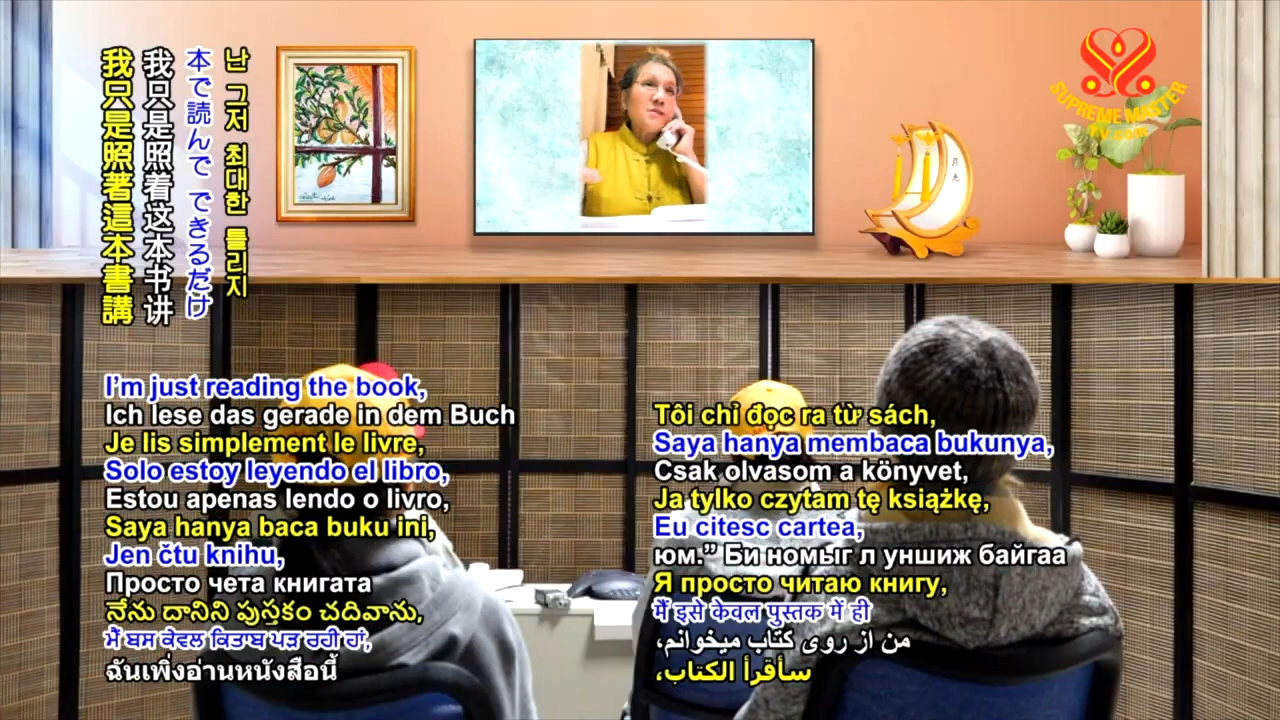 我只是照著這本書講
我只是照着这本书讲
本で読んで できるだけ
난 그저 최대한 틀리지
SUPREME MASTER
TV.com
月光
I'm just reading the book,
Ich lese das gerade in dem Buch
Je lis simplement le livre,
Solo estoy leyendo el libro,
Estou apenas lendo o livro,
Saya hanya baca buku ini,
Jen čtu knihu,
Просто чета книгата
నేను దానిని పుస్తకం చదివాను,
ਮੈਂ ਬਸ ਕੇਵਲ ਕਿਤਾਬ ਪੜ ਰਹੀ ਹਾਂ,
ฉันเพิ่งอ่านหนังสือนี้
Tôi chỉ đọc ra từ sách,
Saya hanya membaca bukunya,
Csak olvasom a könyvet,
Ja tylko czytam tę książkę,
Eu citesc cartea,
юм.” Би номыг л уншиж байгаа
Я просто читаю книгу,
मैं इसे केवल पुस्तक में ही
من از روی کتاب میخوانم،
سأقرأ الكتاب،